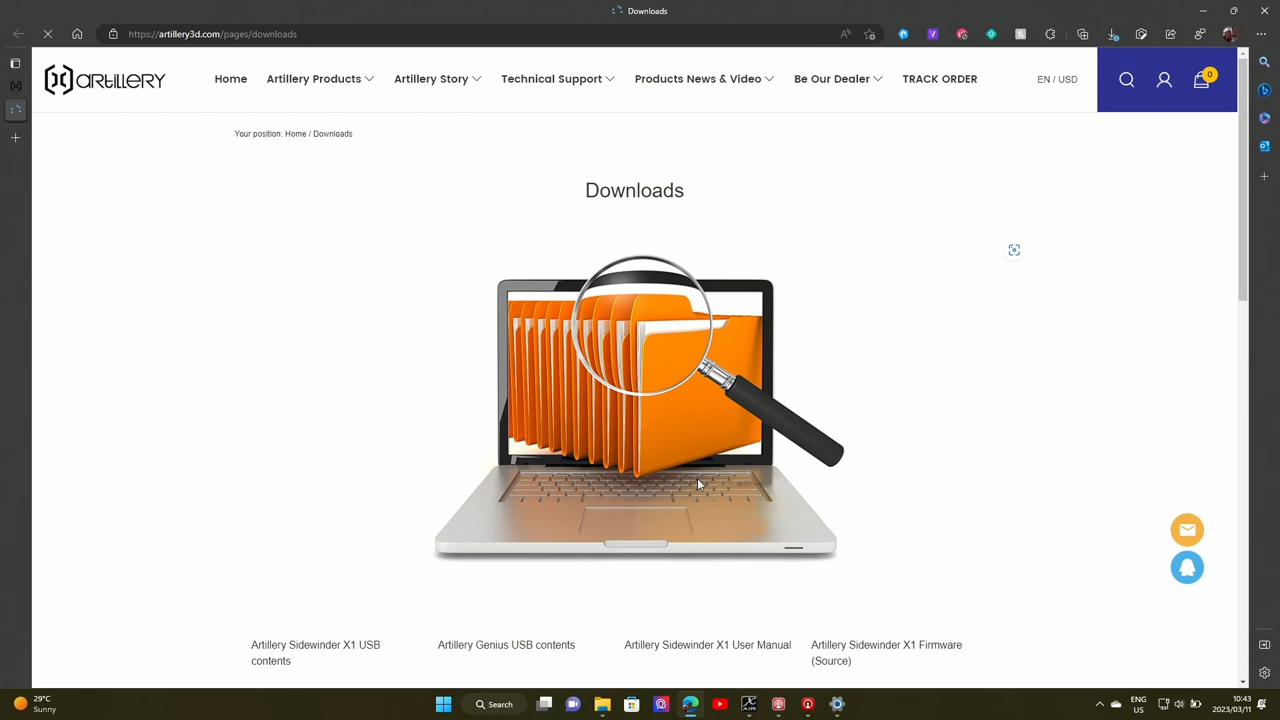 Downloads
https://artillery3d.com/pages/downloads
ARTILLERY
Home
Artillery Products
Artillery Story
Technical Support
Products News & Video
Be Our Dealer
TRACK ORDER
EN / USD
0
Your position: Home / Downloads
Downloads
Artillery Sidewinder X1 USB
contents
Artillery Genius USB contents
Artillery Sidewinder X1 User Manual
Artillery Sidewinder X1 Firmware
(Source)
29°C
Sunny
Search
ENG
US
10:43
2023/03/11